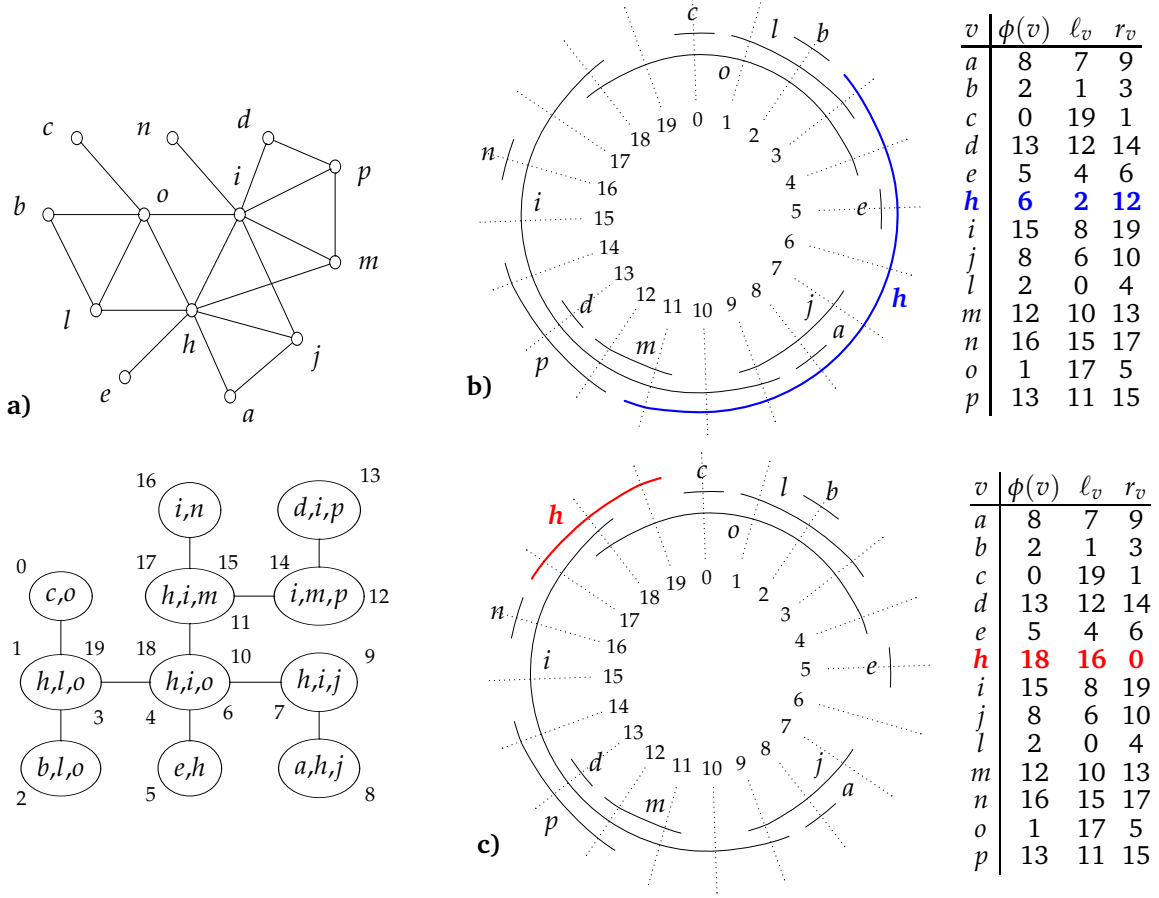 c n d
p
i
o
b
m
l
h
j
e
a
a)
c
l
b
o
0
1
2
3
4
5
6
7
8
9
10
11
12
13
14
15
16
17
18
19
n
i
e
h
d
j
a
m
p
b)
v ϕ(v) ℓv rv
a 8 7 9
b 2 1 3
c 0 19 1
d 13 12 14
e 5 4 6
h 6 2 12
i 15 8 19
j 8 6 10
l 2 0 4
m 12 10 13
n 16 15 17
o 1 17 5
p 13 11 15
16 13
i,n d,i,p
0 17 15 14
c,o h,i,m i,m,p 12
11
1 19 18 10 9
h,l,o h,i,o h,i,j
3 4 6 7
b,l,o e,h a,h,j
2 5 8
c
l
b
h
o
0
1
2
3
4
5
6
7
8
9
10
11
12
13
14
15
16
17
18
19
n
i
e
d
j
a
m
p
c)
v ϕ(v) ℓv rv
a 8 7 9
b 2 1 3
c 0 19 1
d 13 12 14
e 5 4 6
h 18 16 0
i 15 8 19
j 8 6 10
l 2 0 4
m 12 10 13
n 16 15 17
o 1 17 5
p 13 11 15